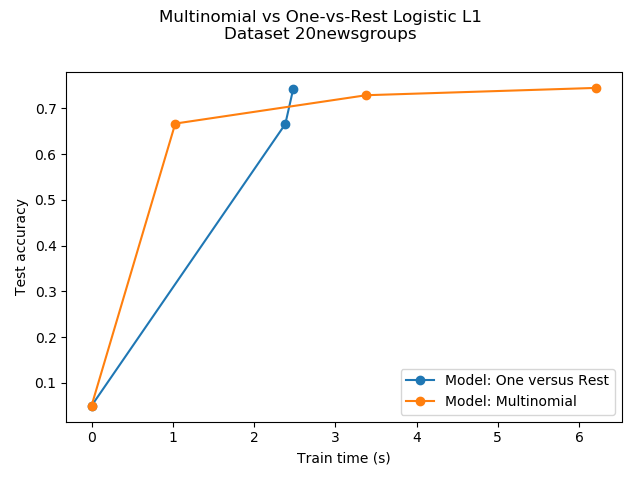 Multinomial vs One-vs-Rest Logistic L1
Dataset 20newsgroups
0.7
0.6
0.5
0.4
0.3
0.2
0.1
Test accuracy
0 1 2 3 4 5 6
Train time (s)
Model: One versus Rest
Model: Multinomial